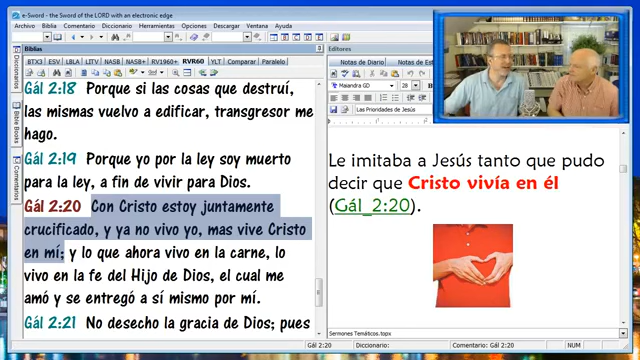 e-Sword - the Sword of the LORD with an electronic edge
Archivo Biblia Comentario Diccionario Herramientas Opciones Descargar Ventana Ayuda
Biblias
BTX3 ESV LBLA LITV NASB NASB+ RV1960+ RVR60 YLT Comparar Paralelo
Diccionarios
Bible Books
Comentarios
Gál 2:18 Porque si las cosas que destruí,
las mismas vuelvo a edificar, transgresor me
hago.
Gál 2:19 Porque yo por la ley soy muerto
para la ley, a fin de vivir para Dios.
Gál 2:20 Con Cristo estoy juntamente
crucificado, y ya no vivo yo, mas vive Cristo
en mí; y lo que ahora vivo en la carne, lo
vivo en la fe del Hijo de Dios, el cual me
amó y se entregó a sí mismo por mí.
Gál 2:21 No desecho la gracia de Dios; pues
Editores
Notas de Diario
Notas de Es
Maiandra GD
Las Prioridades de Jesús
Le imitaba a Jesús tanto que pudo
decir que Cristo vivía en él
(Gál_2:20).
Sermones Temáticos.topx
Gál 2:20 Diccionario: Comentario: Gál 2:20 NUM